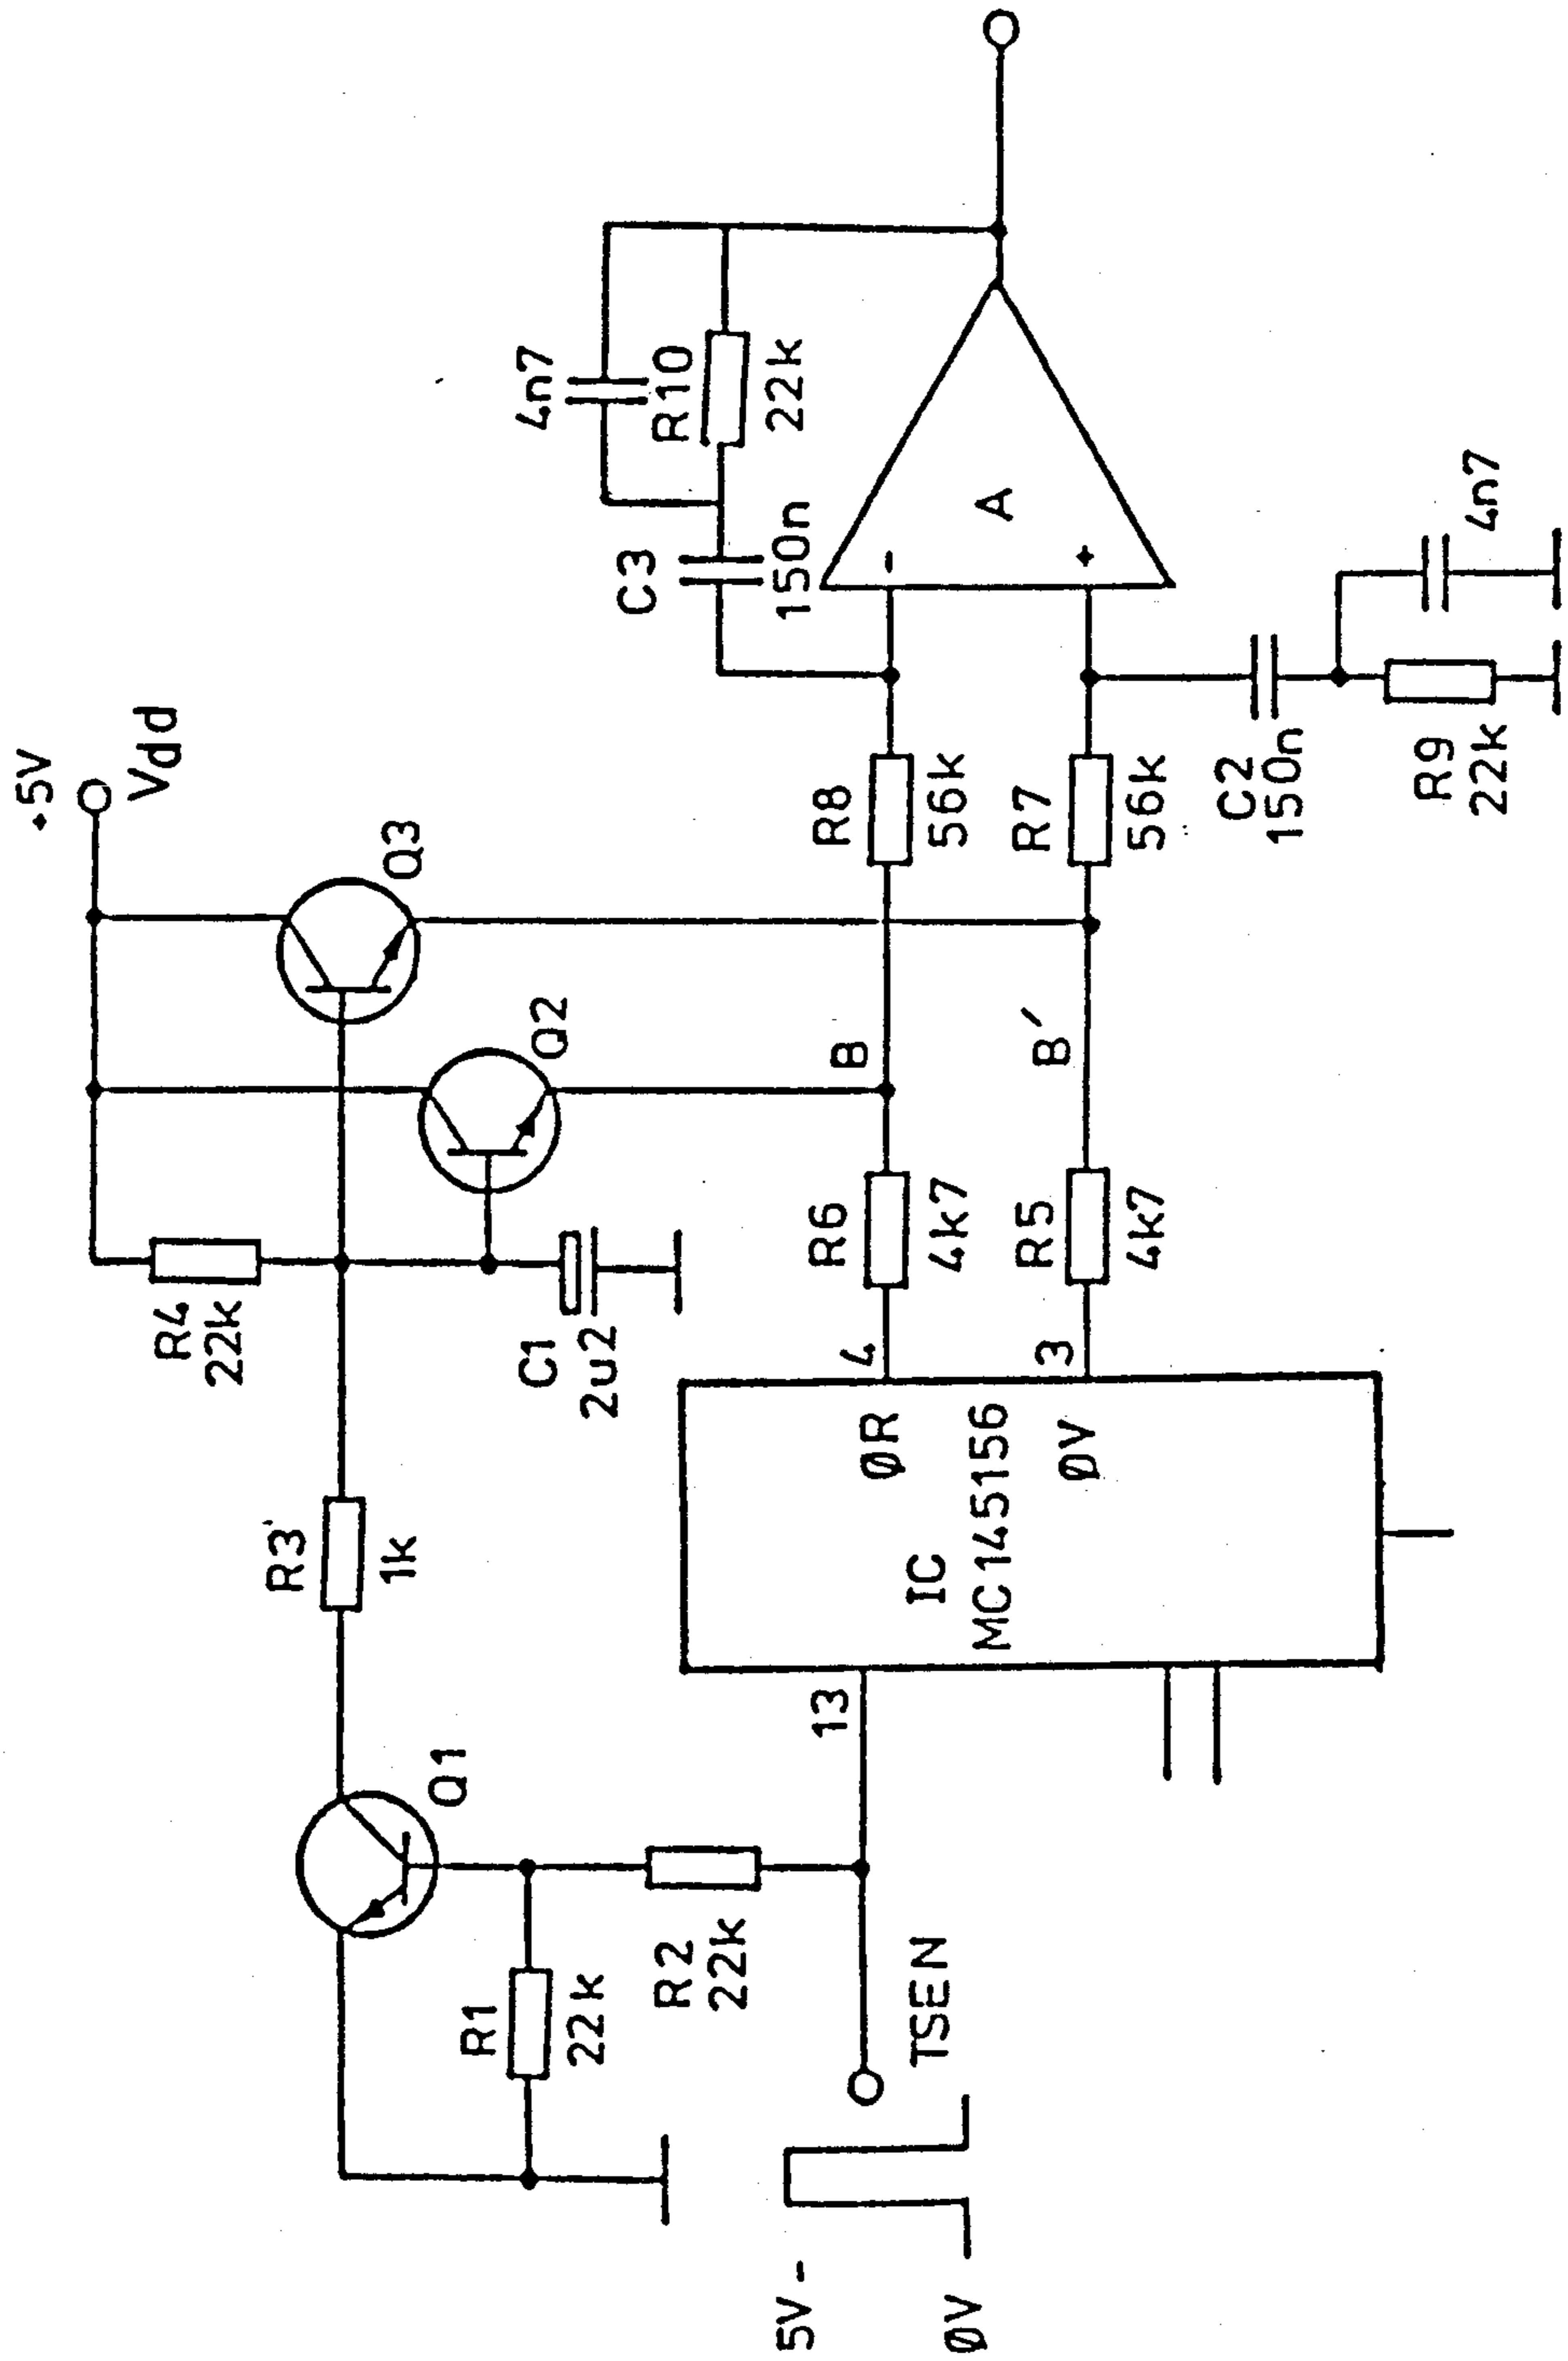 +5V
Vdd
R4
22k
R3
1k
Q3
Q2
Q1
C1
2u2
R1
22k
R2
22k
TSEN
5V -
ØV -
13
IC
MC145156
ØR
ØV
4
3
R6
4k7
R5
4k7
B
B′
R8
56k
R7
56k
C3
150n
4n7
R10
22k
-
+
A
C2
150n
R9
22k
4n7